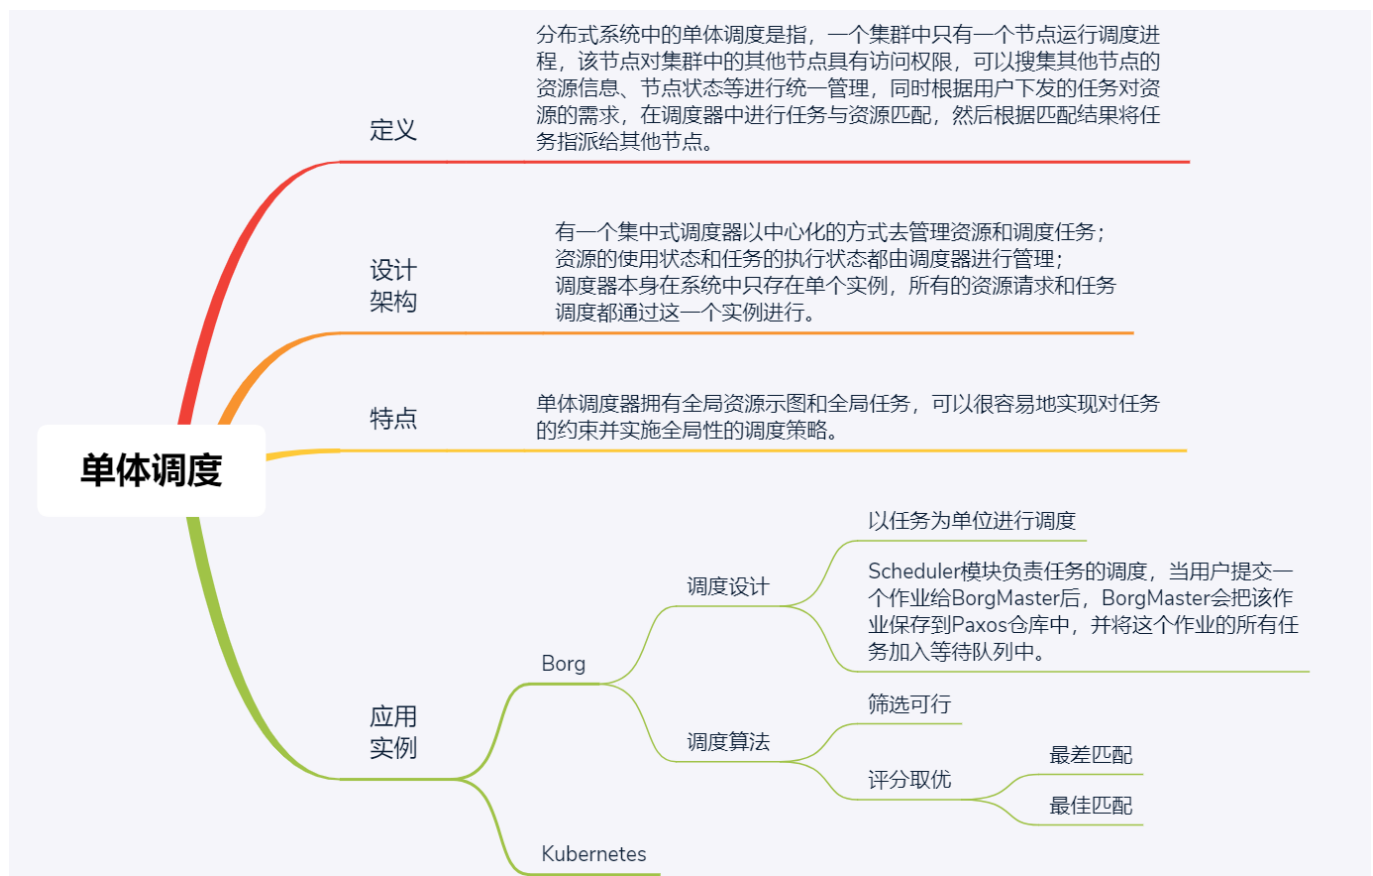 分布式系统中的单体调度是指，一个集群中只有一个节点运行调度进
程，该节点对集群中的其他节点具有访问权限，可以搜集其他节点的
资源信息、节点状态等进行统一管理，同时根据用户下发的任务对资
源的需求，在调度器中进行任务与资源匹配，然后根据匹配结果将任
务指派给其他节点。
定义
有一个集中式调度器以中心化的方式去管理资源和调度任务；
资源的使用状态和任务的执行状态都由调度器进行管理；
调度器本身在系统中只存在单个实例，所有的资源请求和任务
调度都通过这一个实例进行。
设计
架构
单体调度器拥有全局资源示图和全局任务，可以很容易地实现对任务
的约束并实施全局性的调度策略。
特点
单体调度
以任务为单位进行调度
Scheduler模块负责任务的调度，当用户提交一
个作业给BorgMaster后，BorgMaster会把该作
业保存到Paxos仓库中，并将这个作业的所有任
务加入等待队列中。
调度设计
Borg
筛选可行
调度算法
最差匹配
评分取优
最佳匹配
应用
实例
Kubernetes